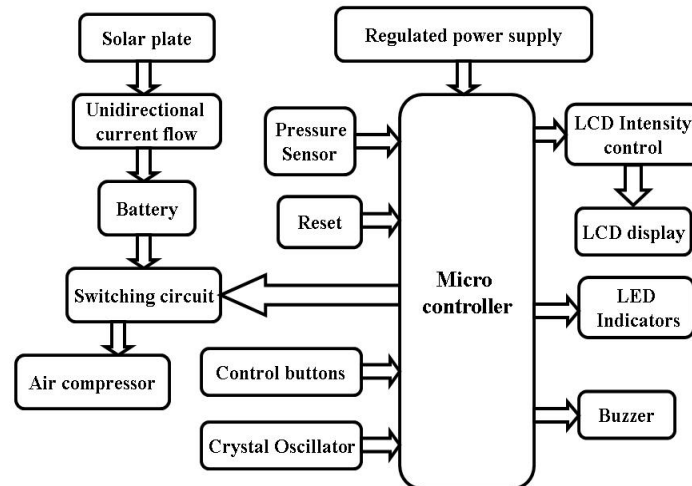 Solar plate
Regulated power supply
Unidirectional
current flow
Pressure
Sensor
LCD Intensity
control
Battery
Reset
LCD display
Switching circuit
Micro
controller
LED
Indicators
Air compressor
Control buttons
Buzzer
Crystal Oscillator